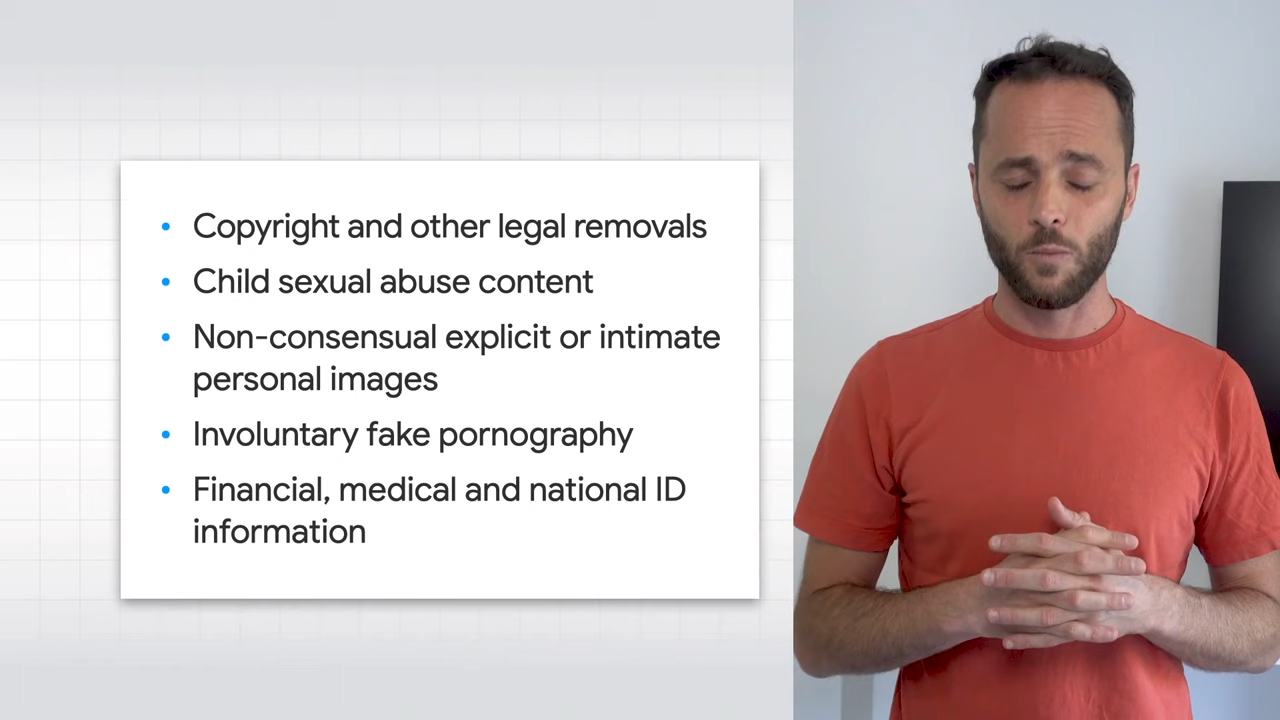 Copyright and other legal removals
Child sexual abuse content
Non-consensual explicit or intimate
personal images
Involuntary fake pornography
Financial, medical and national ID
information